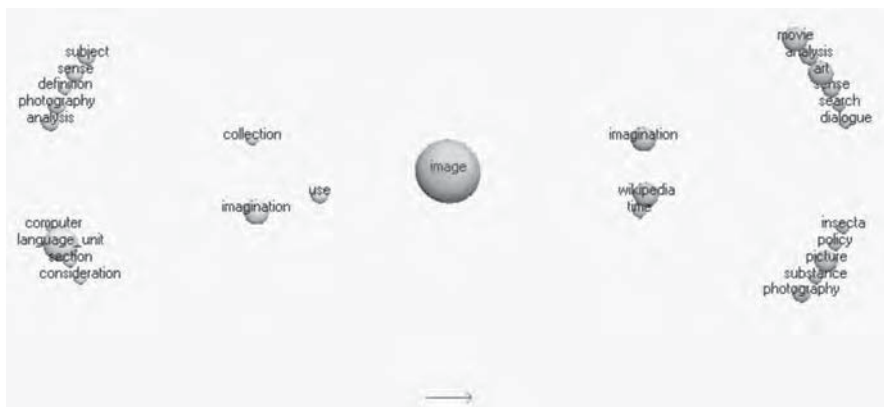 subject
sense
definition
photography
analysis
collection
use
imagination
computer
language_unit
section
consideration
image
imagination
wikipedia
time
movie
analysis
art
sense
search
dialogue
insecta
policy
picture
substance
photography